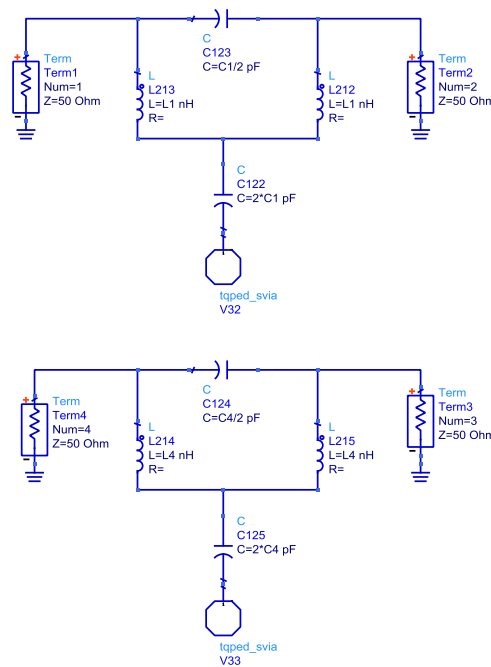 C
C123
C=C1/2 pF
+
Term
Term1
Num=1
Z=50 Ohm
-
L
L213
L=L1 nH
R=
L
L212
L=L1 nH
R=
+
Term
Term2
Num=2
Z=50 Ohm
-
C
C122
C=2*C1 pF
tqped_svia
V32
C
C124
C=C4/2 pF
+
Term
Term4
Num=4
Z=50 Ohm
-
L
L214
L=L4 nH
R=
L
L215
L=L4 nH
R=
+
Term
Term3
Num=3
Z=50 Ohm
-
C
C125
C=2*C4 pF
tqped_svia
V33